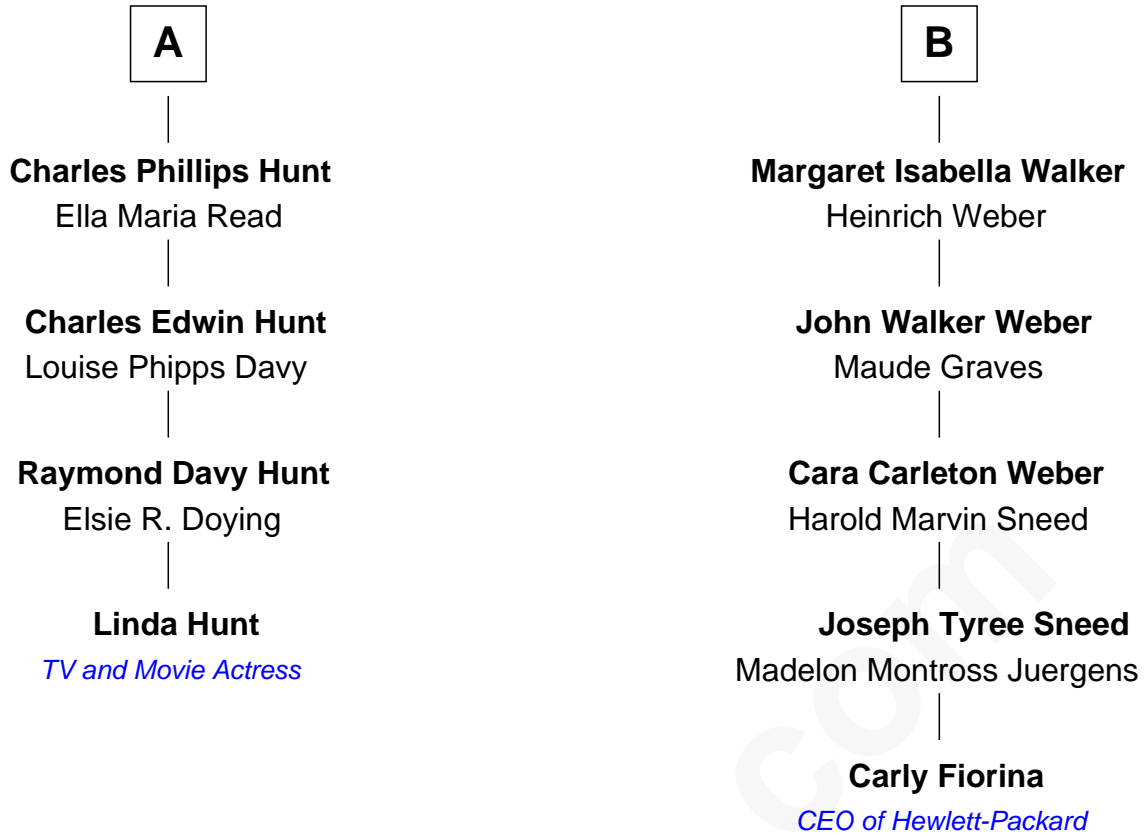 A
Charles Phillips Hunt
Ella Maria Read
Charles Edwin Hunt
Louise Phipps Davy
Raymond Davy Hunt
Elsie R. Doying
Linda Hunt
TV and Movie Actress
B
Margaret Isabella Walker
Heinrich Weber
John Walker Weber
Maude Graves
Cara Carleton Weber
Harold Marvin Sneed
Joseph Tyree Sneed
Madelon Montross Juergens
Carly Fiorina
CEO of Hewlett-Packard
com